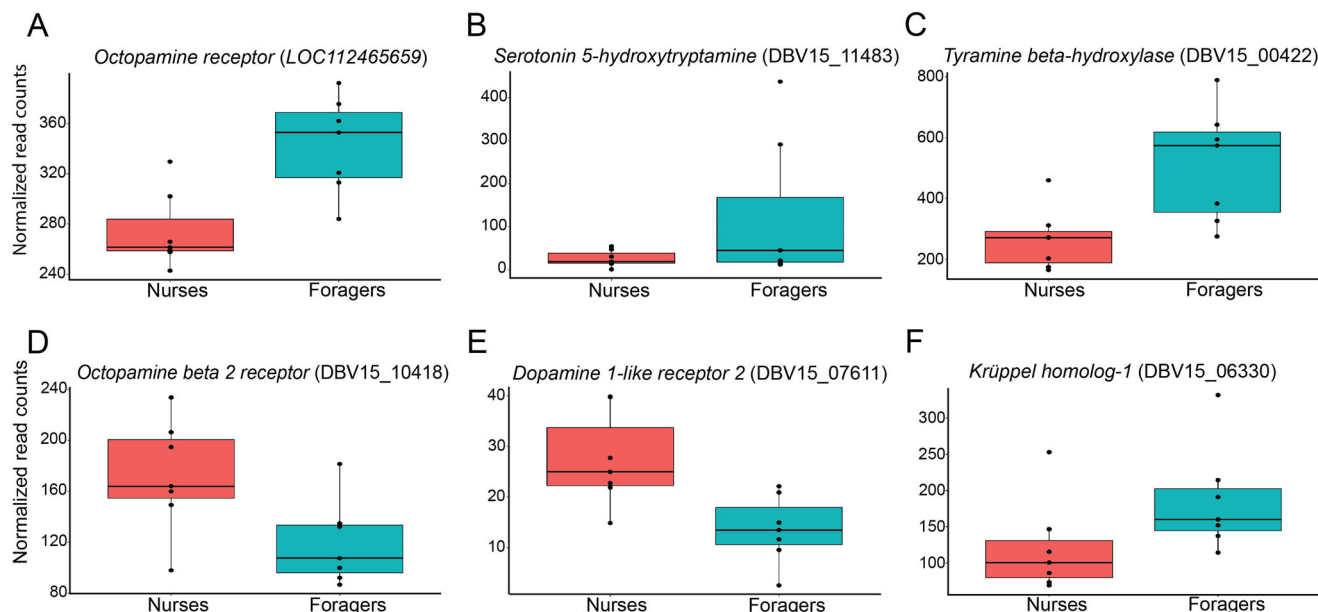 A
Octopamine receptor (LOC112465659)
Normalized read counts
360
320
280
240
Nurses
Foragers
B
Serotonin 5-hydroxytryptamine (DBV15_11483)
400
300
200
100
0
Nurses
Foragers
C
Tyramine beta-hydroxylase (DBV15_00422)
800
600
400
200
Nurses
Foragers
D
Octopamine beta 2 receptor (DBV15_10418)
Normalized read counts
240
200
160
120
80
Nurses
Foragers
E
Dopamine 1-like receptor 2 (DBV15_07611)
40
30
20
10
Nurses
Foragers
F
Krüppel homolog-1 (DBV15_06330)
300
250
200
150
100
Nurses
Foragers